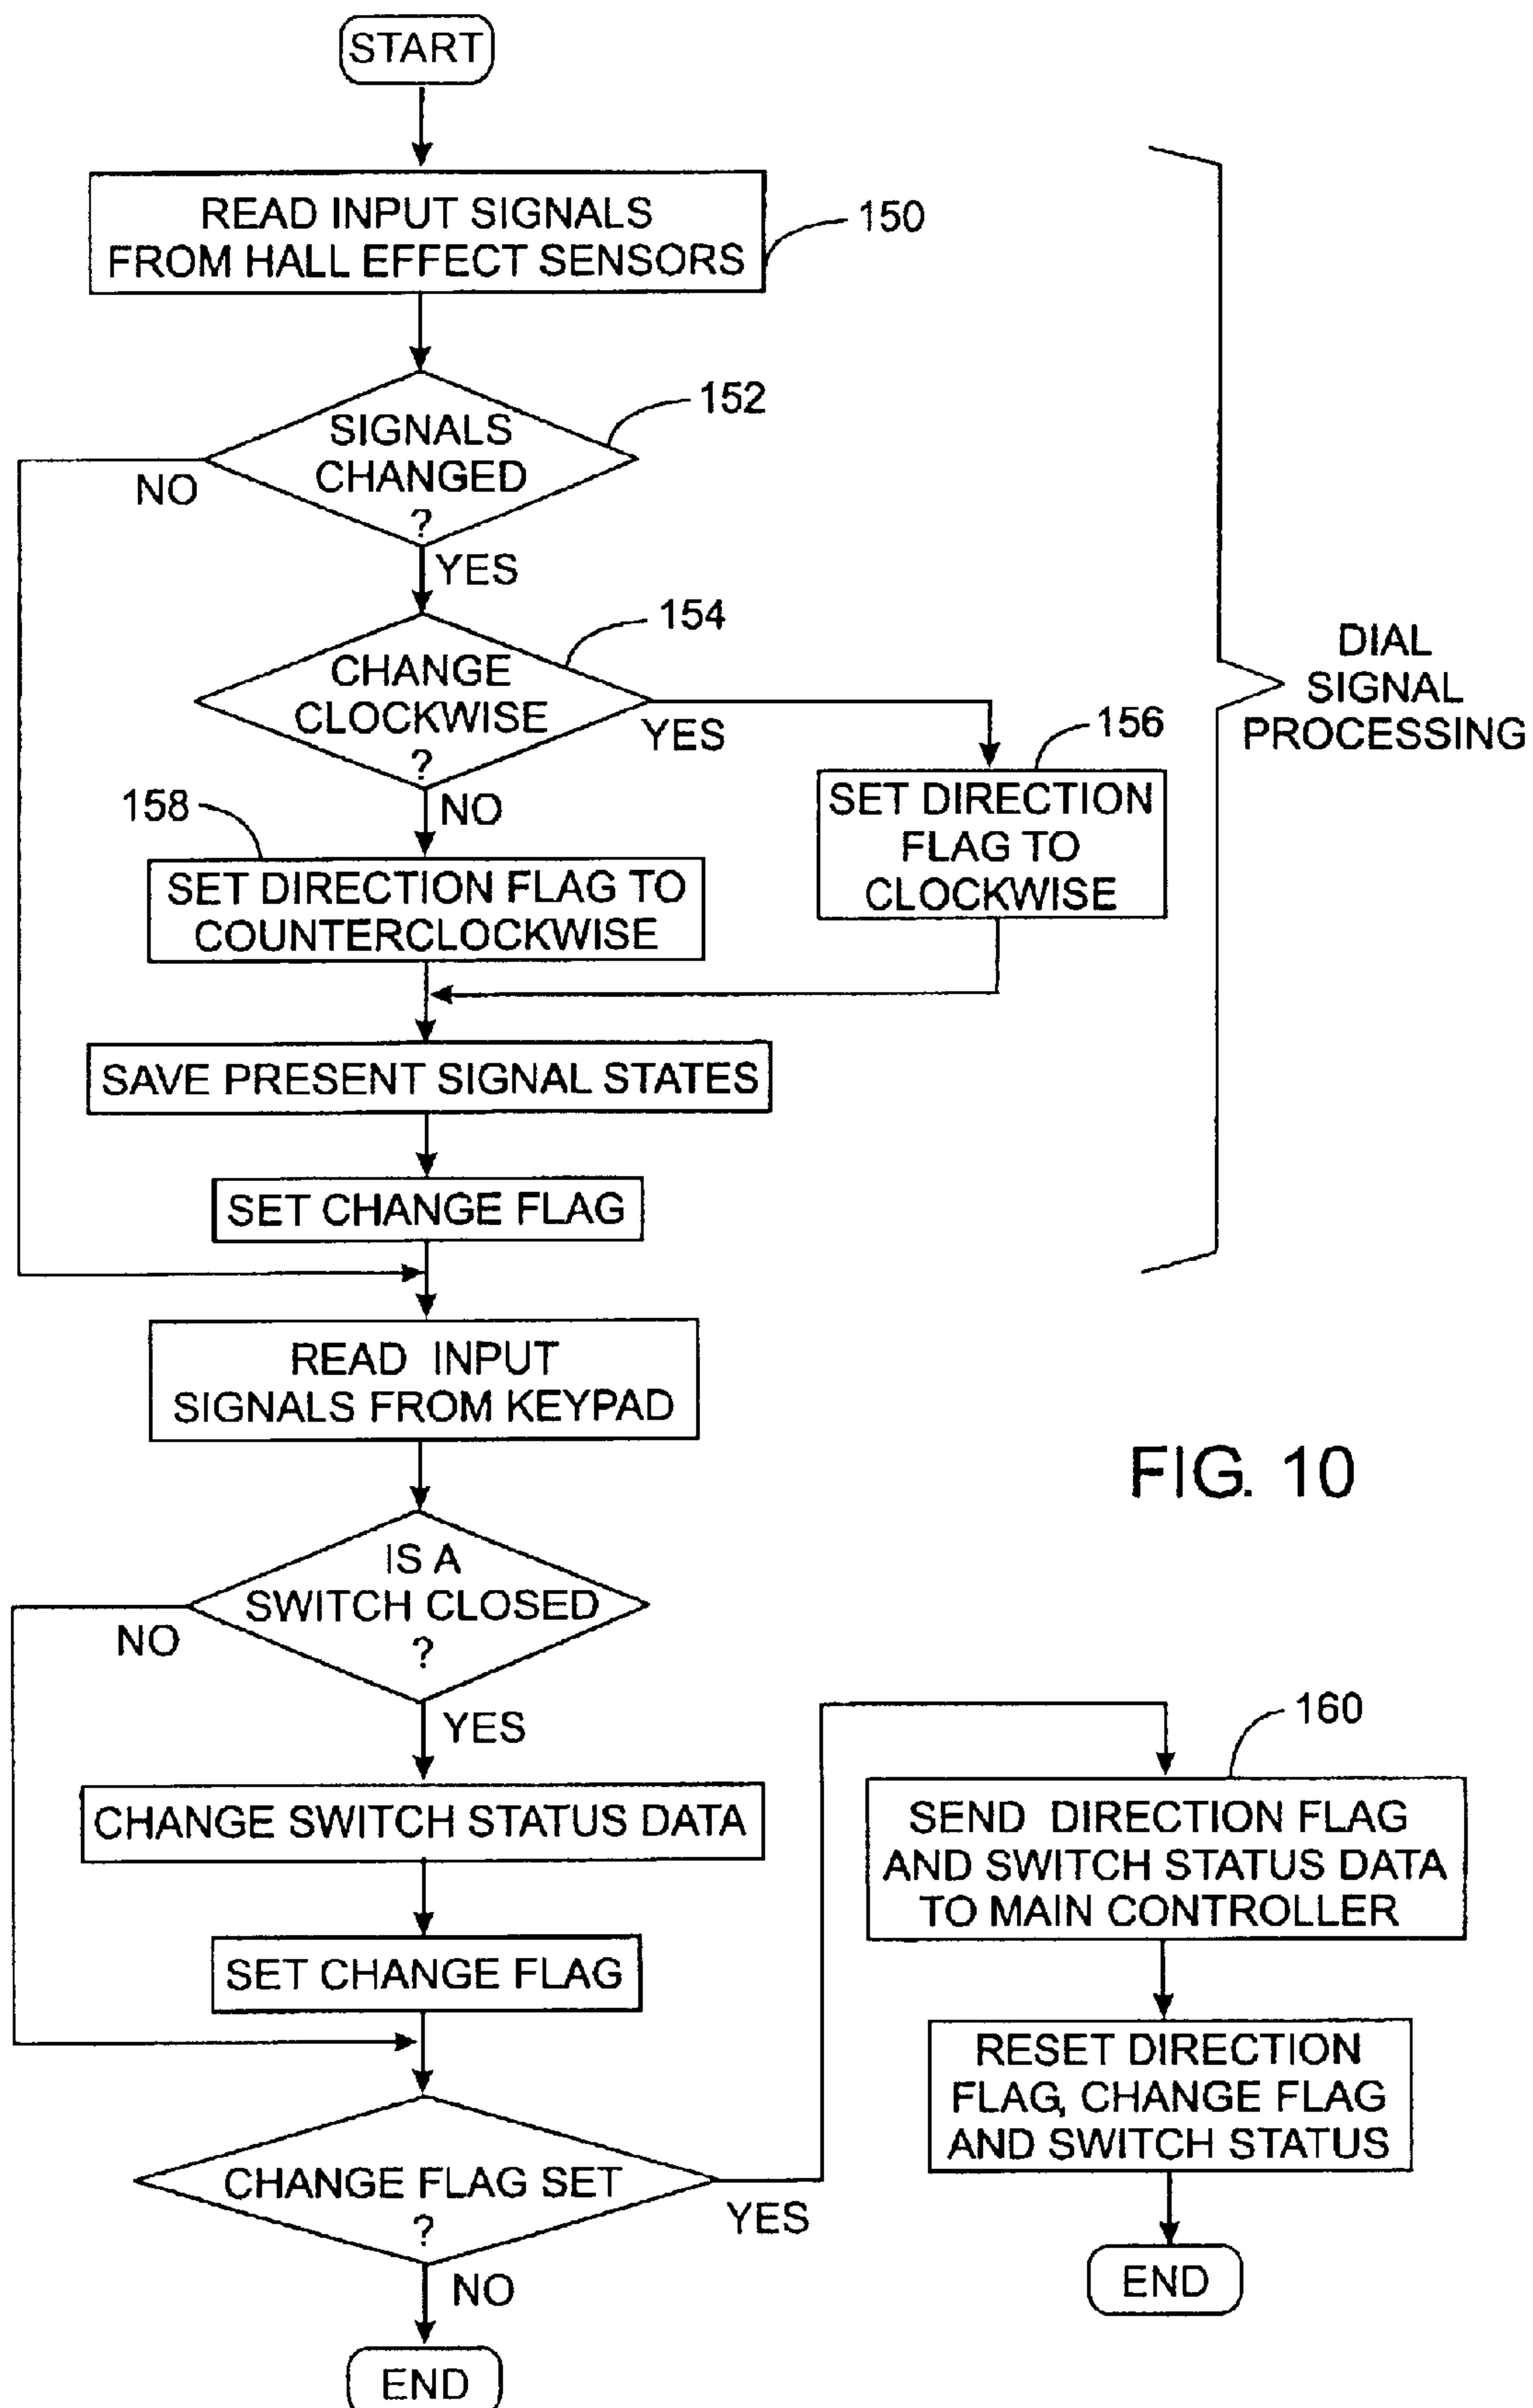 START
READ INPUT SIGNALS
FROM HALL EFFECT SENSORS
150
SIGNALS
CHANGED
?
152
NO
YES
CHANGE
CLOCKWISE
?
154
YES
NO
156
SET DIRECTION
FLAG TO
CLOCKWISE
158
SET DIRECTION FLAG TO
COUNTERCLOCKWISE
SAVE PRESENT SIGNAL STATES
SET CHANGE FLAG
DIAL
SIGNAL
PROCESSING
READ INPUT
SIGNALS FROM KEYPAD
FIG. 10
IS A
SWITCH CLOSED
?
NO
YES
CHANGE SWITCH STATUS DATA
SET CHANGE FLAG
CHANGE FLAG SET
?
YES
NO
END
160
SEND DIRECTION FLAG
AND SWITCH STATUS DATA
TO MAIN CONTROLLER
RESET DIRECTION
FLAG, CHANGE FLAG
AND SWITCH STATUS
END